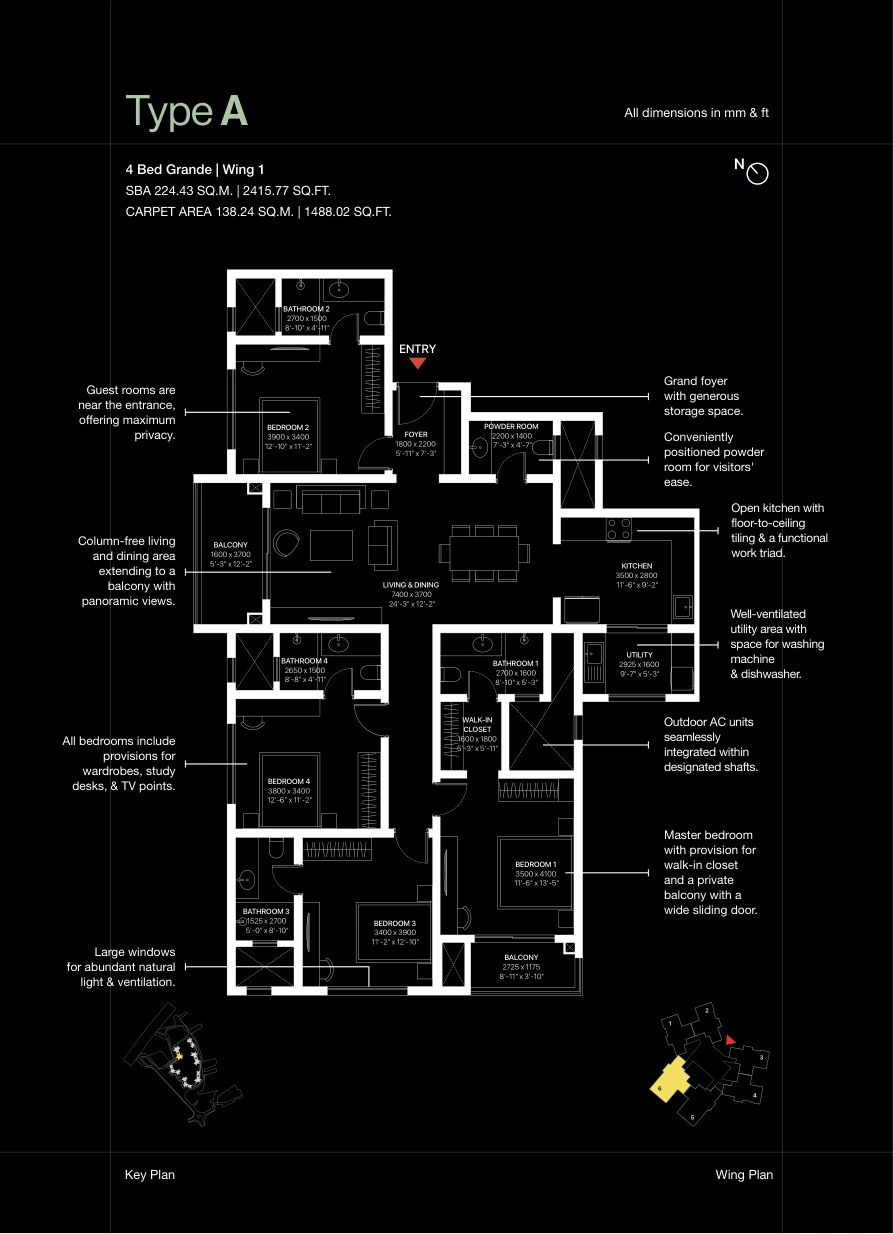 Type A
All dimensions in mm & ft
4 Bed Grande | Wing 1
SBA 224.43 SQ.M. | 2415.77 SQ.FT.
CARPET AREA 138.24 SQ.M. | 1488.02 SQ.FT.
N
BATHROOM 2
2700 x 1500
8'-10" x 4'-11"
ENTRY
Guest rooms are
near the entrance,
offering maximum
privacy.
BEDROOM 2
3900 x 3400
12'-10" x 11'-2"
FOYER
1800 x 2200
5'-11" x 7'-3"
POWDER ROOM
2200 x 1400
7'-3" x 4'-7"
Grand foyer
with generous
storage space.
Conveniently
positioned powder
room for visitors'
ease.
Column-free living
and dining area
extending to a
balcony with
panoramic views.
BALCONY
1600 x 3700
5'-3" x 12'-2"
LIVING & DINING
7400 x 3700
24'-3" x 12'-2"
KITCHEN
3500 x 2800
11'-6" x 9'-2"
Open kitchen with
floor-to-ceiling
tiling & a functional
work triad.
UTILITY
2925 x 1600
9'-7" x 5'-3"
Well-ventilated
utility area with
space for washing
machine
& dishwasher.
BATHROOM 4
2650 x 1500
8'-8" x 4'-11"
BATHROOM 1
2700 x 1600
8'-10" x 5'-3"
WALK-IN
CLOSET
1600 x 1800
5'-3" x 5'-11"
Outdoor AC units
seamlessly
integrated within
designated shafts.
All bedrooms include
provisions for
wardrobes, study
desks, & TV points.
BEDROOM 4
3800 x 3400
12'-6" x 11'-2"
BEDROOM 1
3500 x 4100
11'-6" x 13'-5"
Master bedroom
with provision for
walk-in closet
and a private
balcony with a
wide sliding door.
BATHROOM 3
1525 x 2700
5'-0" x 8'-10"
BEDROOM 3
3400 x 3900
11'-2" x 12'-10"
Large windows
for abundant natural
light & ventilation.
BALCONY
2725 x 1175
8'-11" x 3'-10"
1
2
3
4
5
6
Key Plan
Wing Plan